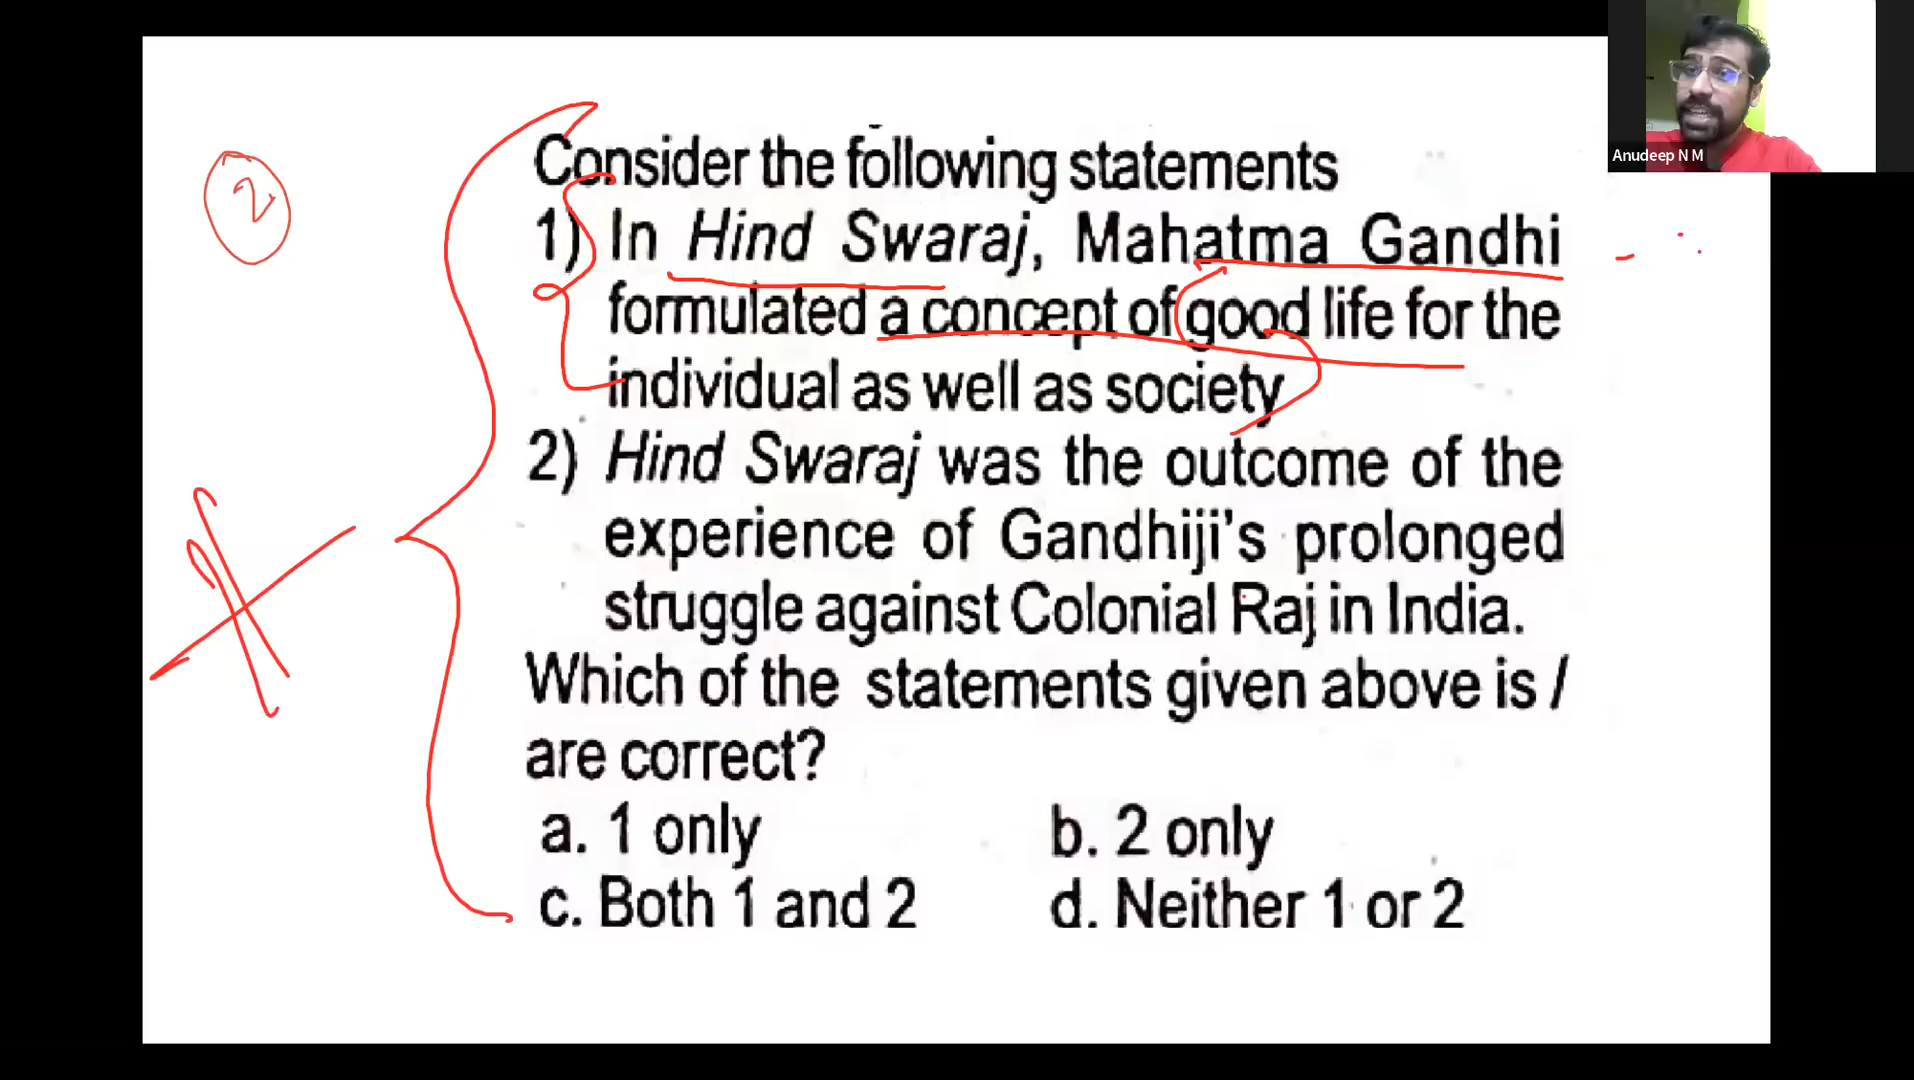 Anudeep N M
2
Consider the following statements
1) In Hind Swaraj, Mahatma Gandhi
formulated a concept of good life for the
individual as well as society
2) Hind Swaraj was the outcome of the
experience of Gandhiji's prolonged
struggle against Colonial Raj in India.
Which of the statements given above is /
are correct?
a. 1 only b. 2 only
c. Both 1 and 2 d. Neither 1 or 2